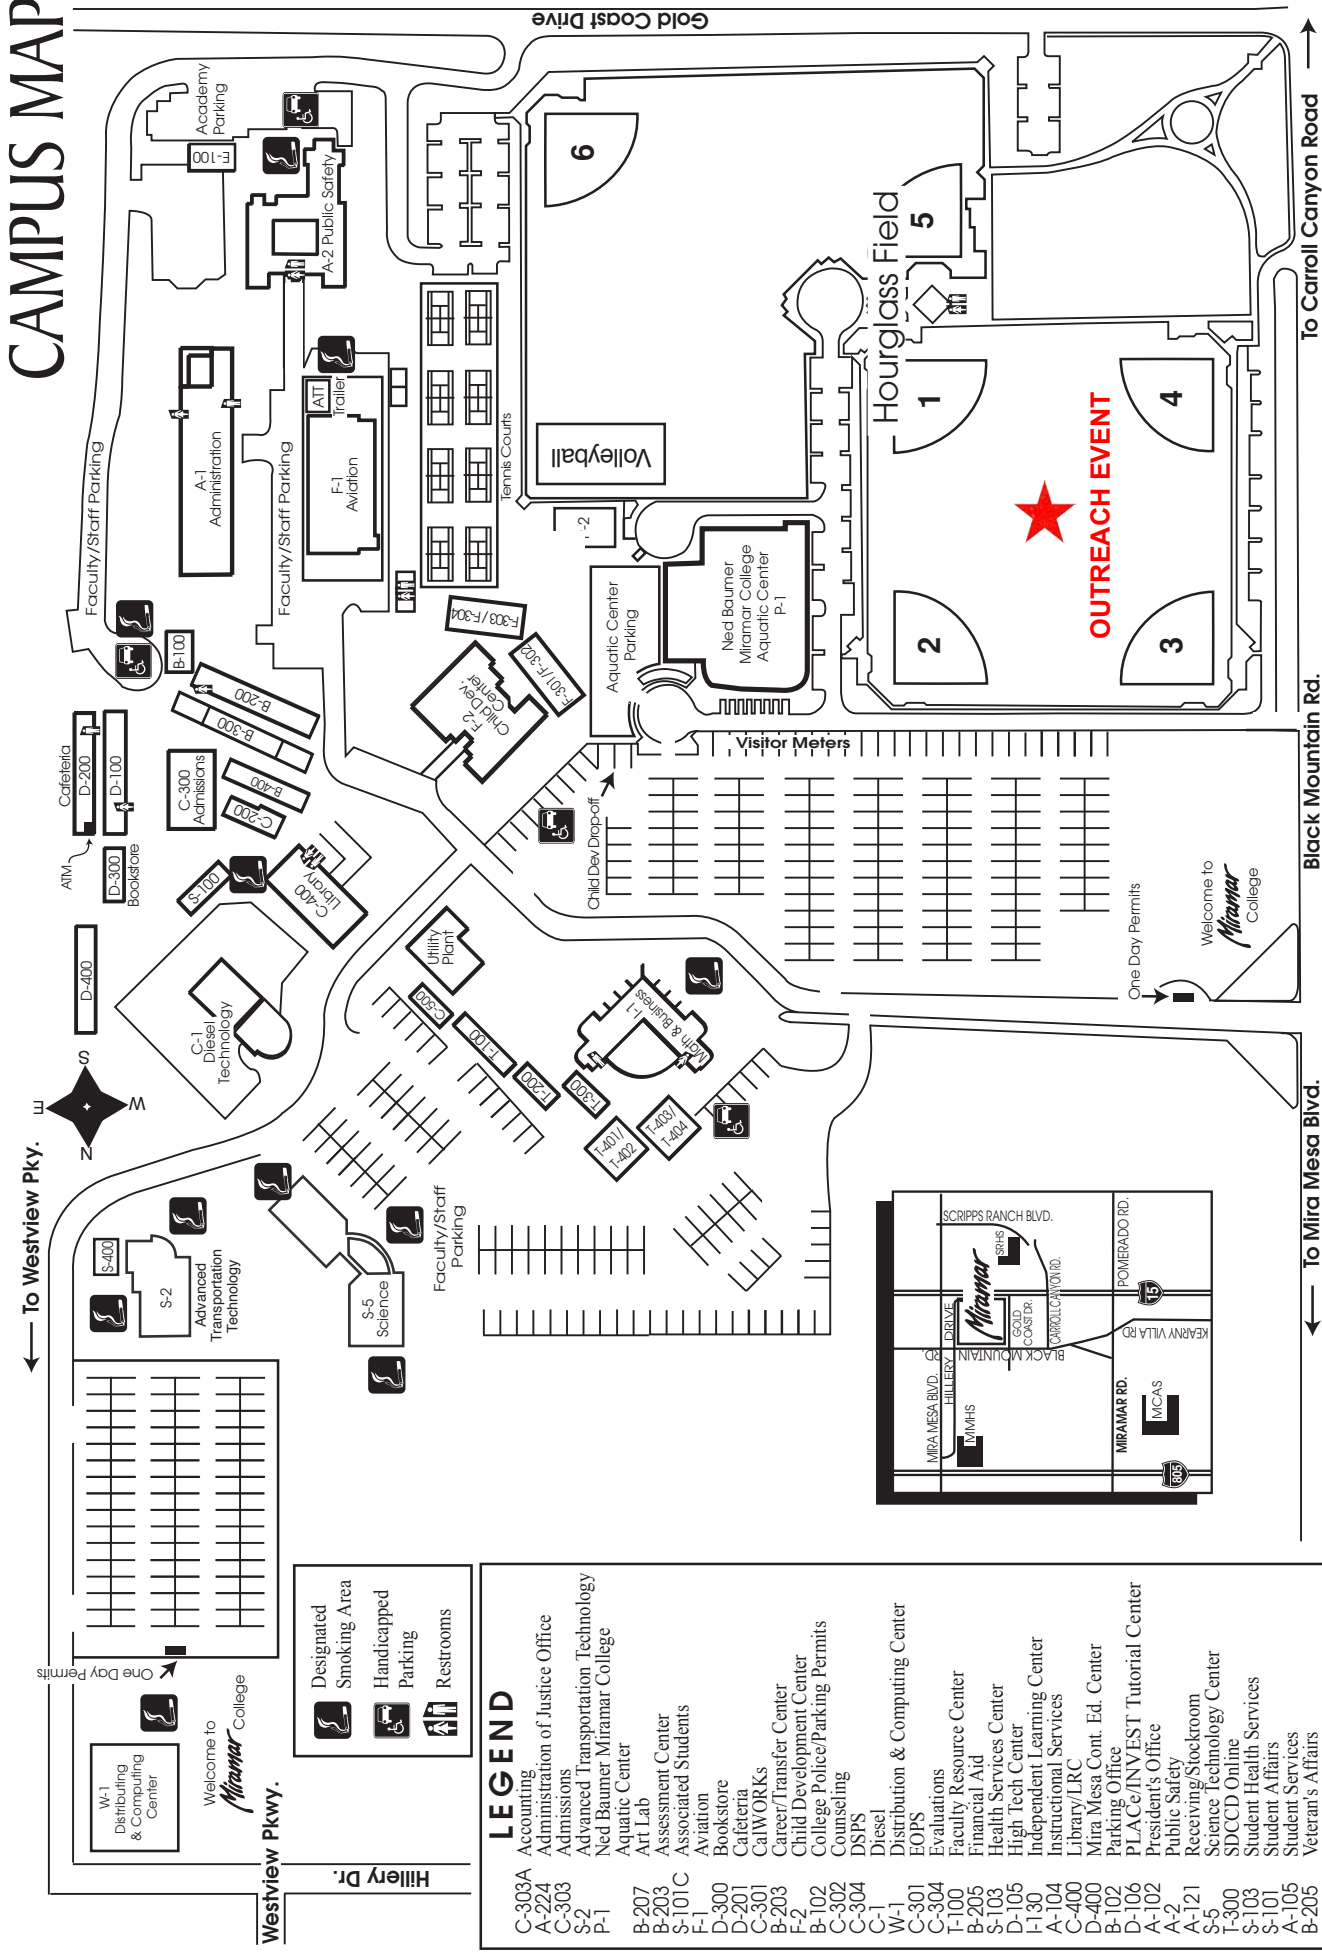 CAMPUS MAP
Gold Coast Drive
To Carroll Canyon Road
Black Mountain Rd.
To Mira Mesa Blvd.
To Westview Pky.
Westview Pkwy.
Hillery Dr.
Academy
Parking
E-100
A-2 Public Safety
Faculty/Staff Parking
A-1
Administration
Faculty/Staff Parking
ATT
Trailer
F-1
Aviation
Tennis Courts
Volleyball
6
5
Hourglass Field
1
4
2
3
OUTREACH EVENT
-2
Ned Baumer
Miramar College
Aquatic Center
P-1
Aquatic Center
Parking
Visitor Meters
F-303/F-304
F-301/F-302
F-2
Child Dev.
Center
Child Dev Drop-off
B-100
B-200
B-300
B-400
C-200
C-300
Admissions
Cafeteria
D-200
D-100
ATM
D-300
Bookstore
D-400
S-100
C-400
Library
C-1
Diesel
Technology
Utility
Plant
C-500
T-100
T-200
T-300
T-401/
T-402
T-403/
T-404
I-1
Math & Business
One Day Permits
Welcome to
Miramar
College
E
S
W
N
S-400
S-2
Advanced
Transportation
Technology
S-5
Science
Faculty/Staff
Parking
One Day Permits
W-1
Distributing
& Computing
Center
Welcome to
Miramar
College
Designated
Smoking Area
Handicapped
Parking
Restrooms
SCRIPPS RANCH BLVD.
SRHS
Miramar
GOLD
COAST DR.
CARROLL CANYON RD.
POMERADO RD.
15
KEARNY VILLA RD
BLACK MOUNTAIN RD.
HILLERY DRIVE
MIRA MESA BLVD.
MMHS
MIRAMAR RD.
MCAS
805
LEGEND
C-303A Accounting
A-224 Administration of Justice Office
C-303 Admissions
S-2 Advanced Transportation Technology
P-1 Ned Baumer Miramar College
Aquatic Center
B-207 Art Lab
B-203 Assessment Center
S-101C Associated Students
F-1 Aviation
D-300 Bookstore
D-201 Cafeteria
C-301 CalWORKs
B-203 Career/Transfer Center
F-2 Child Development Center
B-102 College Police/Parking Permits
C-302 Counseling
C-304 DSPS
C-1 Diesel
W-1 Distribution & Computing Center
C-301 EOPS
C-304 Evaluations
T-100 Faculty Resource Center
B-205 Financial Aid
S-103 Health Services Center
D-105 High Tech Center
I-130 Independent Learning Center
A-104 Instructional Services
C-400 Library/LRC
D-400 Mira Mesa Cont. Ed. Center
B-102 Parking Office
D-106 PLACe/INVEST Tutorial Center
A-102 President's Office
A-2 Public Safety
A-121 Receiving/Stockroom
S-5 Science Technology Center
T-300 SDCCD Online
S-103 Student Health Services
S-101 Student Affairs
A-105 Student Services
B-205 Veteran's Affairs